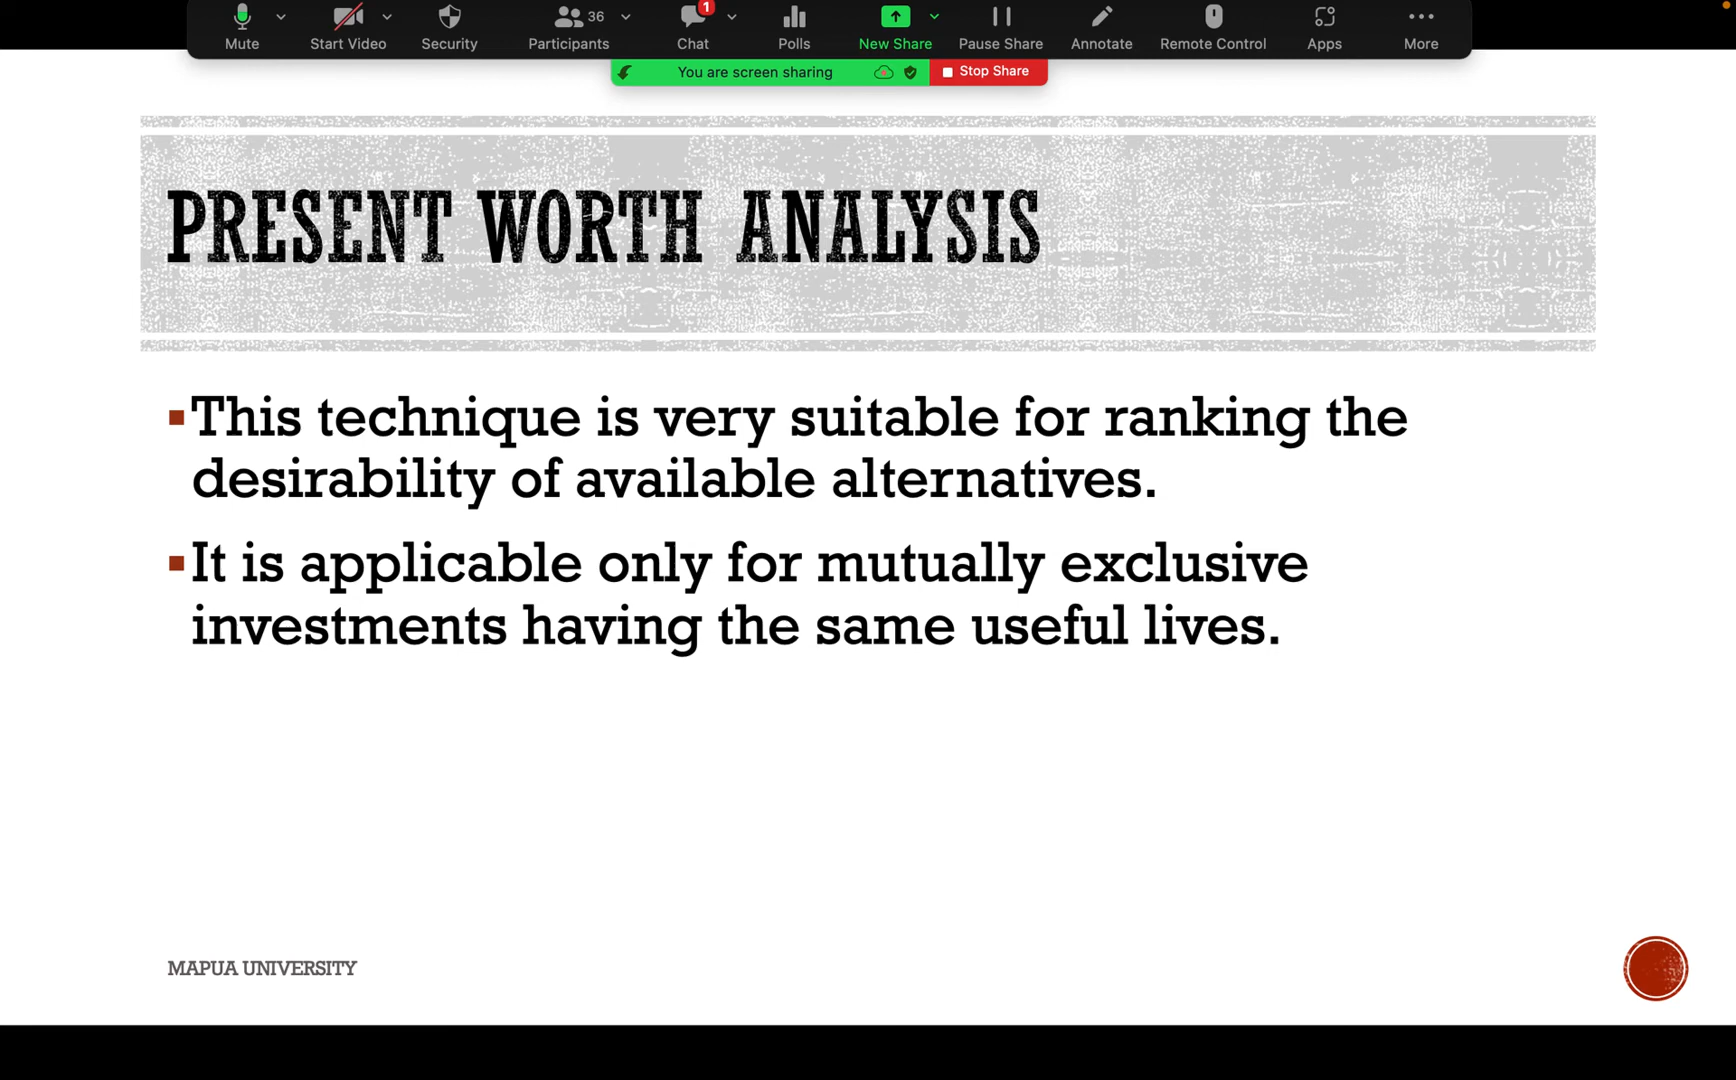 Mute
Start Video
Security
Participants
36
Chat
1
Polls
New Share
Pause Share
Annotate
Remote Control
Apps
More
You are screen sharing
Stop Share
PRESENT WORTH ANALYSIS
This technique is very suitable for ranking the
desirability of available alternatives.
It is applicable only for mutually exclusive
investments having the same useful lives.
MAPUA UNIVERSITY